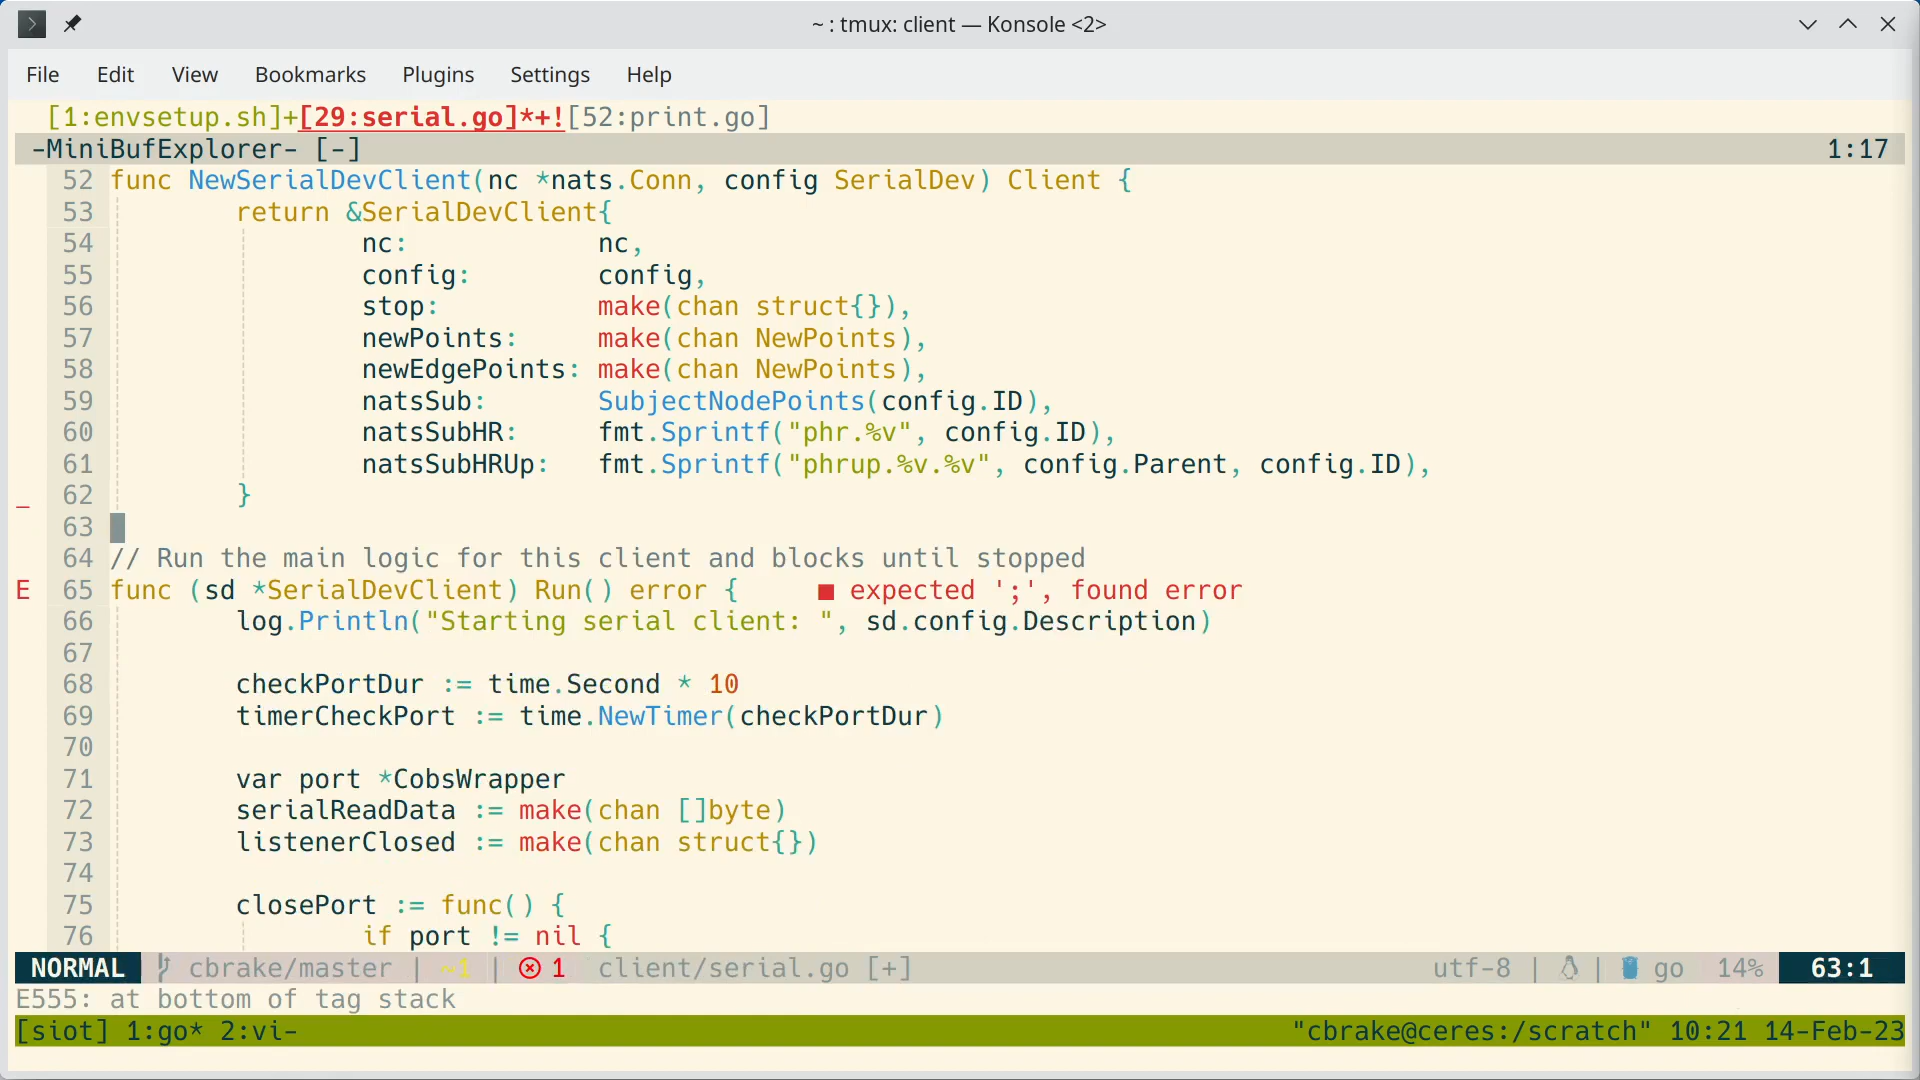 ~ : tmux: client — Konsole <2>
File Edit View Bookmarks Plugins Settings Help
[1:envsetup.sh]+[29:serial.go]*+![52:print.go]
-MiniBufExplorer- [-] 1:17
52 func NewSerialDevClient(nc *nats.Conn, config SerialDev) Client {
53 return &SerialDevClient{
54 nc: nc,
55 config: config,
56 stop: make(chan struct{}),
57 newPoints: make(chan NewPoints),
58 newEdgePoints: make(chan NewPoints),
59 natsSub: SubjectNodePoints(config.ID),
60 natsSubHR: fmt.Sprintf("phr.%v", config.ID),
61 natsSubHRUp: fmt.Sprintf("phrup.%v.%v", config.Parent, config.ID),
_ 62 }
63
64 // Run the main logic for this client and blocks until stopped
E 65 func (sd *SerialDevClient) Run() error { ■ expected ';', found error
66 log.Println("Starting serial client: ", sd.config.Description)
67
68 checkPortDur := time.Second * 10
69 timerCheckPort := time.NewTimer(checkPortDur)
70
71 var port *CobsWrapper
72 serialReadData := make(chan []byte)
73 listenerClosed := make(chan struct{})
74
75 closePort := func() {
76 if port != nil {
NORMAL cbrake/master | ~1 | 1 client/serial.go [+] utf-8 | | go 14% 63:1
E555: at bottom of tag stack
[siot] 1:go* 2:vi- "cbrake@ceres:/scratch" 10:21 14-Feb-23